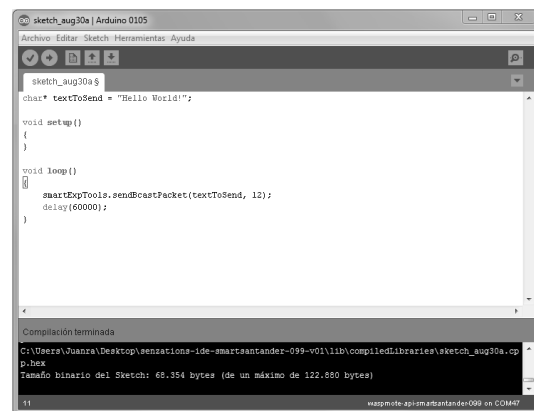 sketch_aug30a | Arduino 0105
Archivo Editar Sketch Herramientas Ayuda
sketch_aug30a §
char* textToSend = "Hello World!";
void setup()
{
}
void loop()
{
smartExpTools.sendBcastPacket(textToSend, 12);
delay(60000);
}
Compilación terminada
C:\Users\Juanra\Desktop\senzations-ide-smartsantander-099-v01\lib\compiledLibraries\sketch_aug30a.cp
p.hex
Tamaño binario del Sketch: 68.354 bytes (de un máximo de 122.880 bytes)
11
waspmote-api-smartsantander-099 on COM47